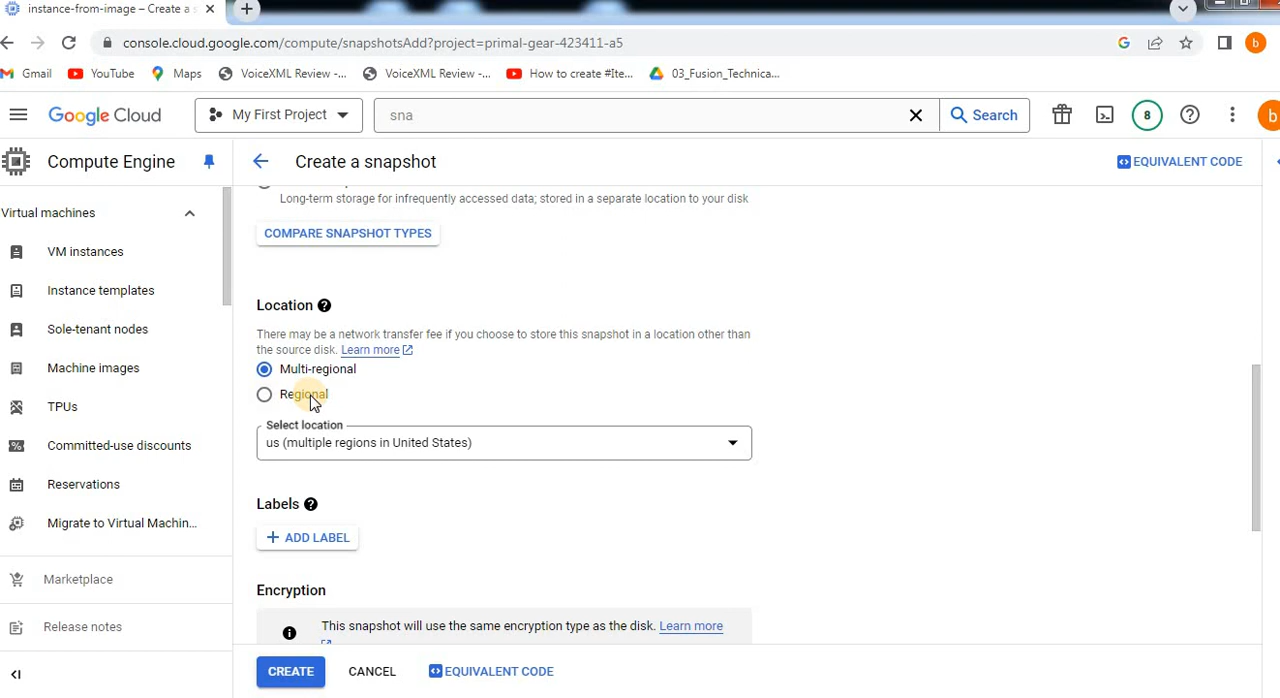 instance-from-image – Create a s
console.cloud.google.com/compute/snapshotsAdd?project=primal-gear-423411-a5
b
Gmail
YouTube
Maps
VoiceXML Review -...
VoiceXML Review -...
How to create #Ite...
03_Fusion_Technica...
Google Cloud
My First Project
sna
Search
8
b
Compute Engine
Create a snapshot
EQUIVALENT CODE
Virtual machines
VM instances
Instance templates
Sole-tenant nodes
Machine images
TPUs
Committed-use discounts
Reservations
Migrate to Virtual Machin...
Marketplace
Release notes
Long-term storage for infrequently accessed data; stored in a separate location to your disk
COMPARE SNAPSHOT TYPES
Location
There may be a network transfer fee if you choose to store this snapshot in a location other than
the source disk. Learn more
Multi-regional
Regional
Select location
us (multiple regions in United States)
Labels
+ ADD LABEL
Encryption
This snapshot will use the same encryption type as the disk. Learn more
CREATE
CANCEL
EQUIVALENT CODE